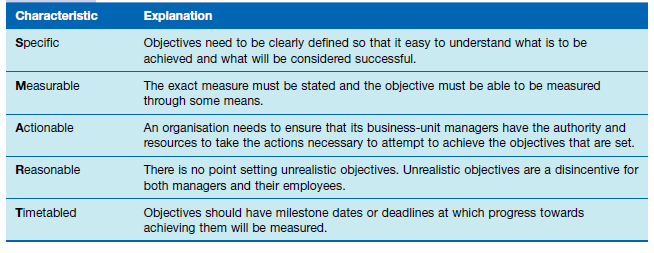 Characteristic Explanation
Specific Objectives need to be clearly defined so that it easy to understand what is to be
achieved and what will be considered successful.
Measurable The exact measure must be stated and the objective must be able to be measured
through some means.
Actionable An organisation needs to ensure that its business-unit managers have the authority and
resources to take the actions necessary to attempt to achieve the objectives that are set.
Reasonable There is no point setting unrealistic objectives. Unrealistic objectives are a disincentive for
both managers and their employees.
Timetabled Objectives should have milestone dates or deadlines at which progress towards
achieving them will be measured.